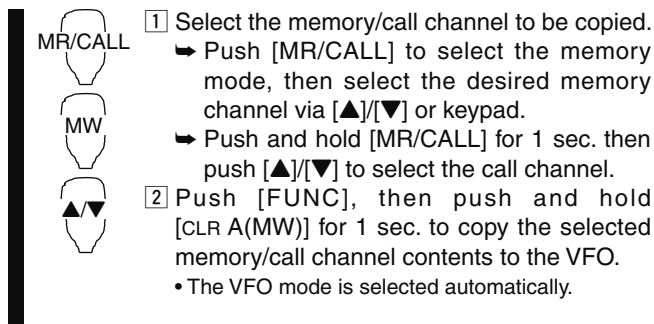 MR/CALL
MW
▲/▼
1 Select the memory/call channel to be copied.
➥ Push [MR/CALL] to select the memory
mode, then select the desired memory
channel via [▲]/[▼] or keypad.
➥ Push and hold [MR/CALL] for 1 sec. then
push [▲]/[▼] to select the call channel.
2 Push [FUNC], then push and hold
[CLR A(MW)] for 1 sec. to copy the selected
memory/call channel contents to the VFO.
• The VFO mode is selected automatically.